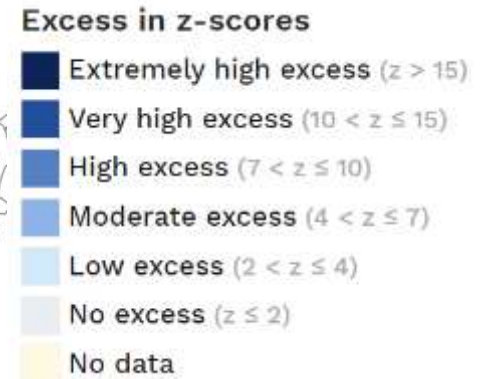 Excess in z-scores
Extremely high excess (z > 15)
Very high excess (10 < z ≤ 15)
High excess (7 < z ≤ 10)
Moderate excess (4 < z ≤ 7)
Low excess (2 < z ≤ 4)
No excess (z ≤ 2)
No data